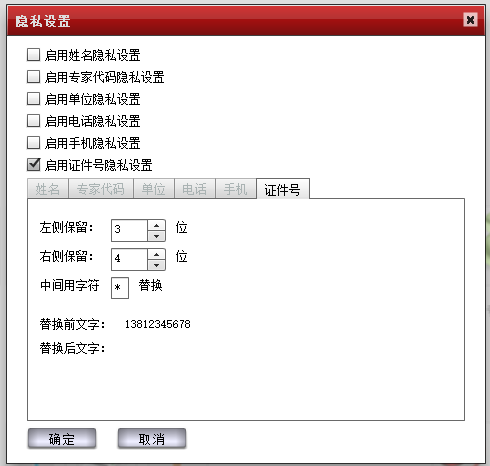 隐私设置
启用姓名隐私设置
启用专家代码隐私设置
启用单位隐私设置
启用电话隐私设置
启用手机隐私设置
启用证件号隐私设置
姓名 专家代码 单位 电话 手机 证件号
左侧保留： 3 位
右侧保留： 4 位
中间用字符 * 替换
替换前文字： 13812345678
替换后文字：
确定 取消